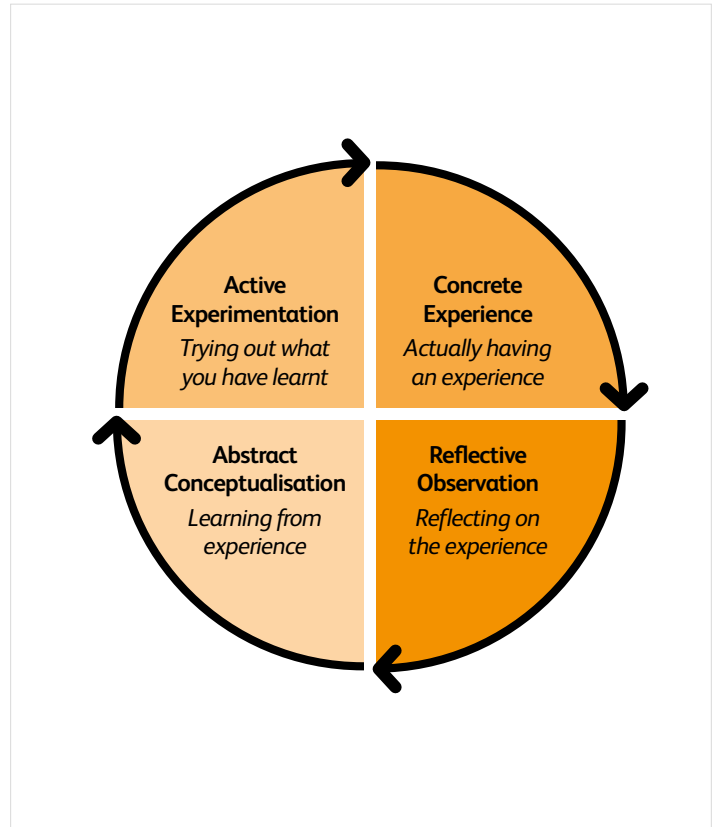 Active
Experimentation
Trying out what
you have learnt
Concrete
Experience
Actually having
an experience
Abstract
Conceptualisation
Learning from
experience
Reflective
Observation
Reflecting on
the experience